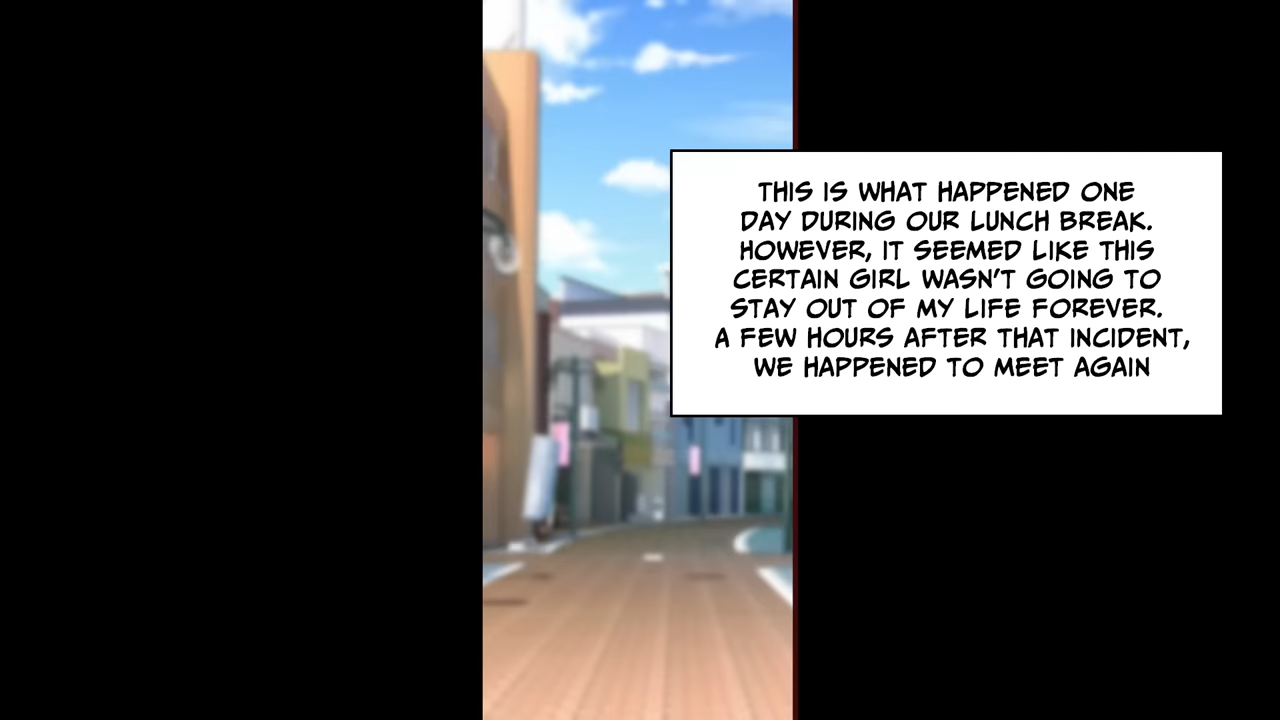 THIS IS WHAT HAPPENED ONE
DAY DURING OUR LUNCH BREAK.
HOWEVER, IT SEEMED LIKE THIS
CERTAIN GIRL WASN'T GOING TO
STAY OUT OF MY LIFE FOREVER.
A FEW HOURS AFTER THAT INCIDENT,
WE HAPPENED TO MEET AGAIN